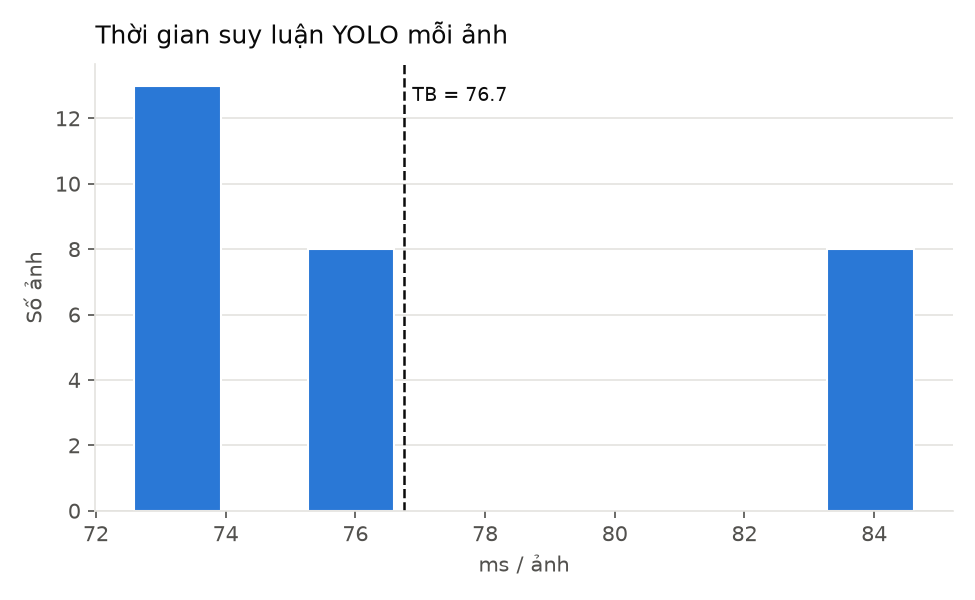 Thời gian suy luận YOLO mỗi ảnh
TB = 76.7
12
10
8
6
4
2
0
Số ảnh
72 74 76 78 80 82 84
ms / ảnh